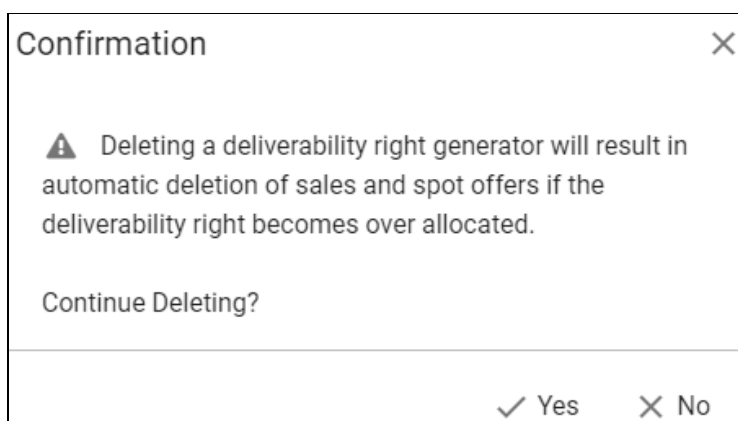 Confirmation
Deleting a deliverability right generator will result in
automatic deletion of sales and spot offers if the
deliverability right becomes over allocated.
Continue Deleting?
Yes No